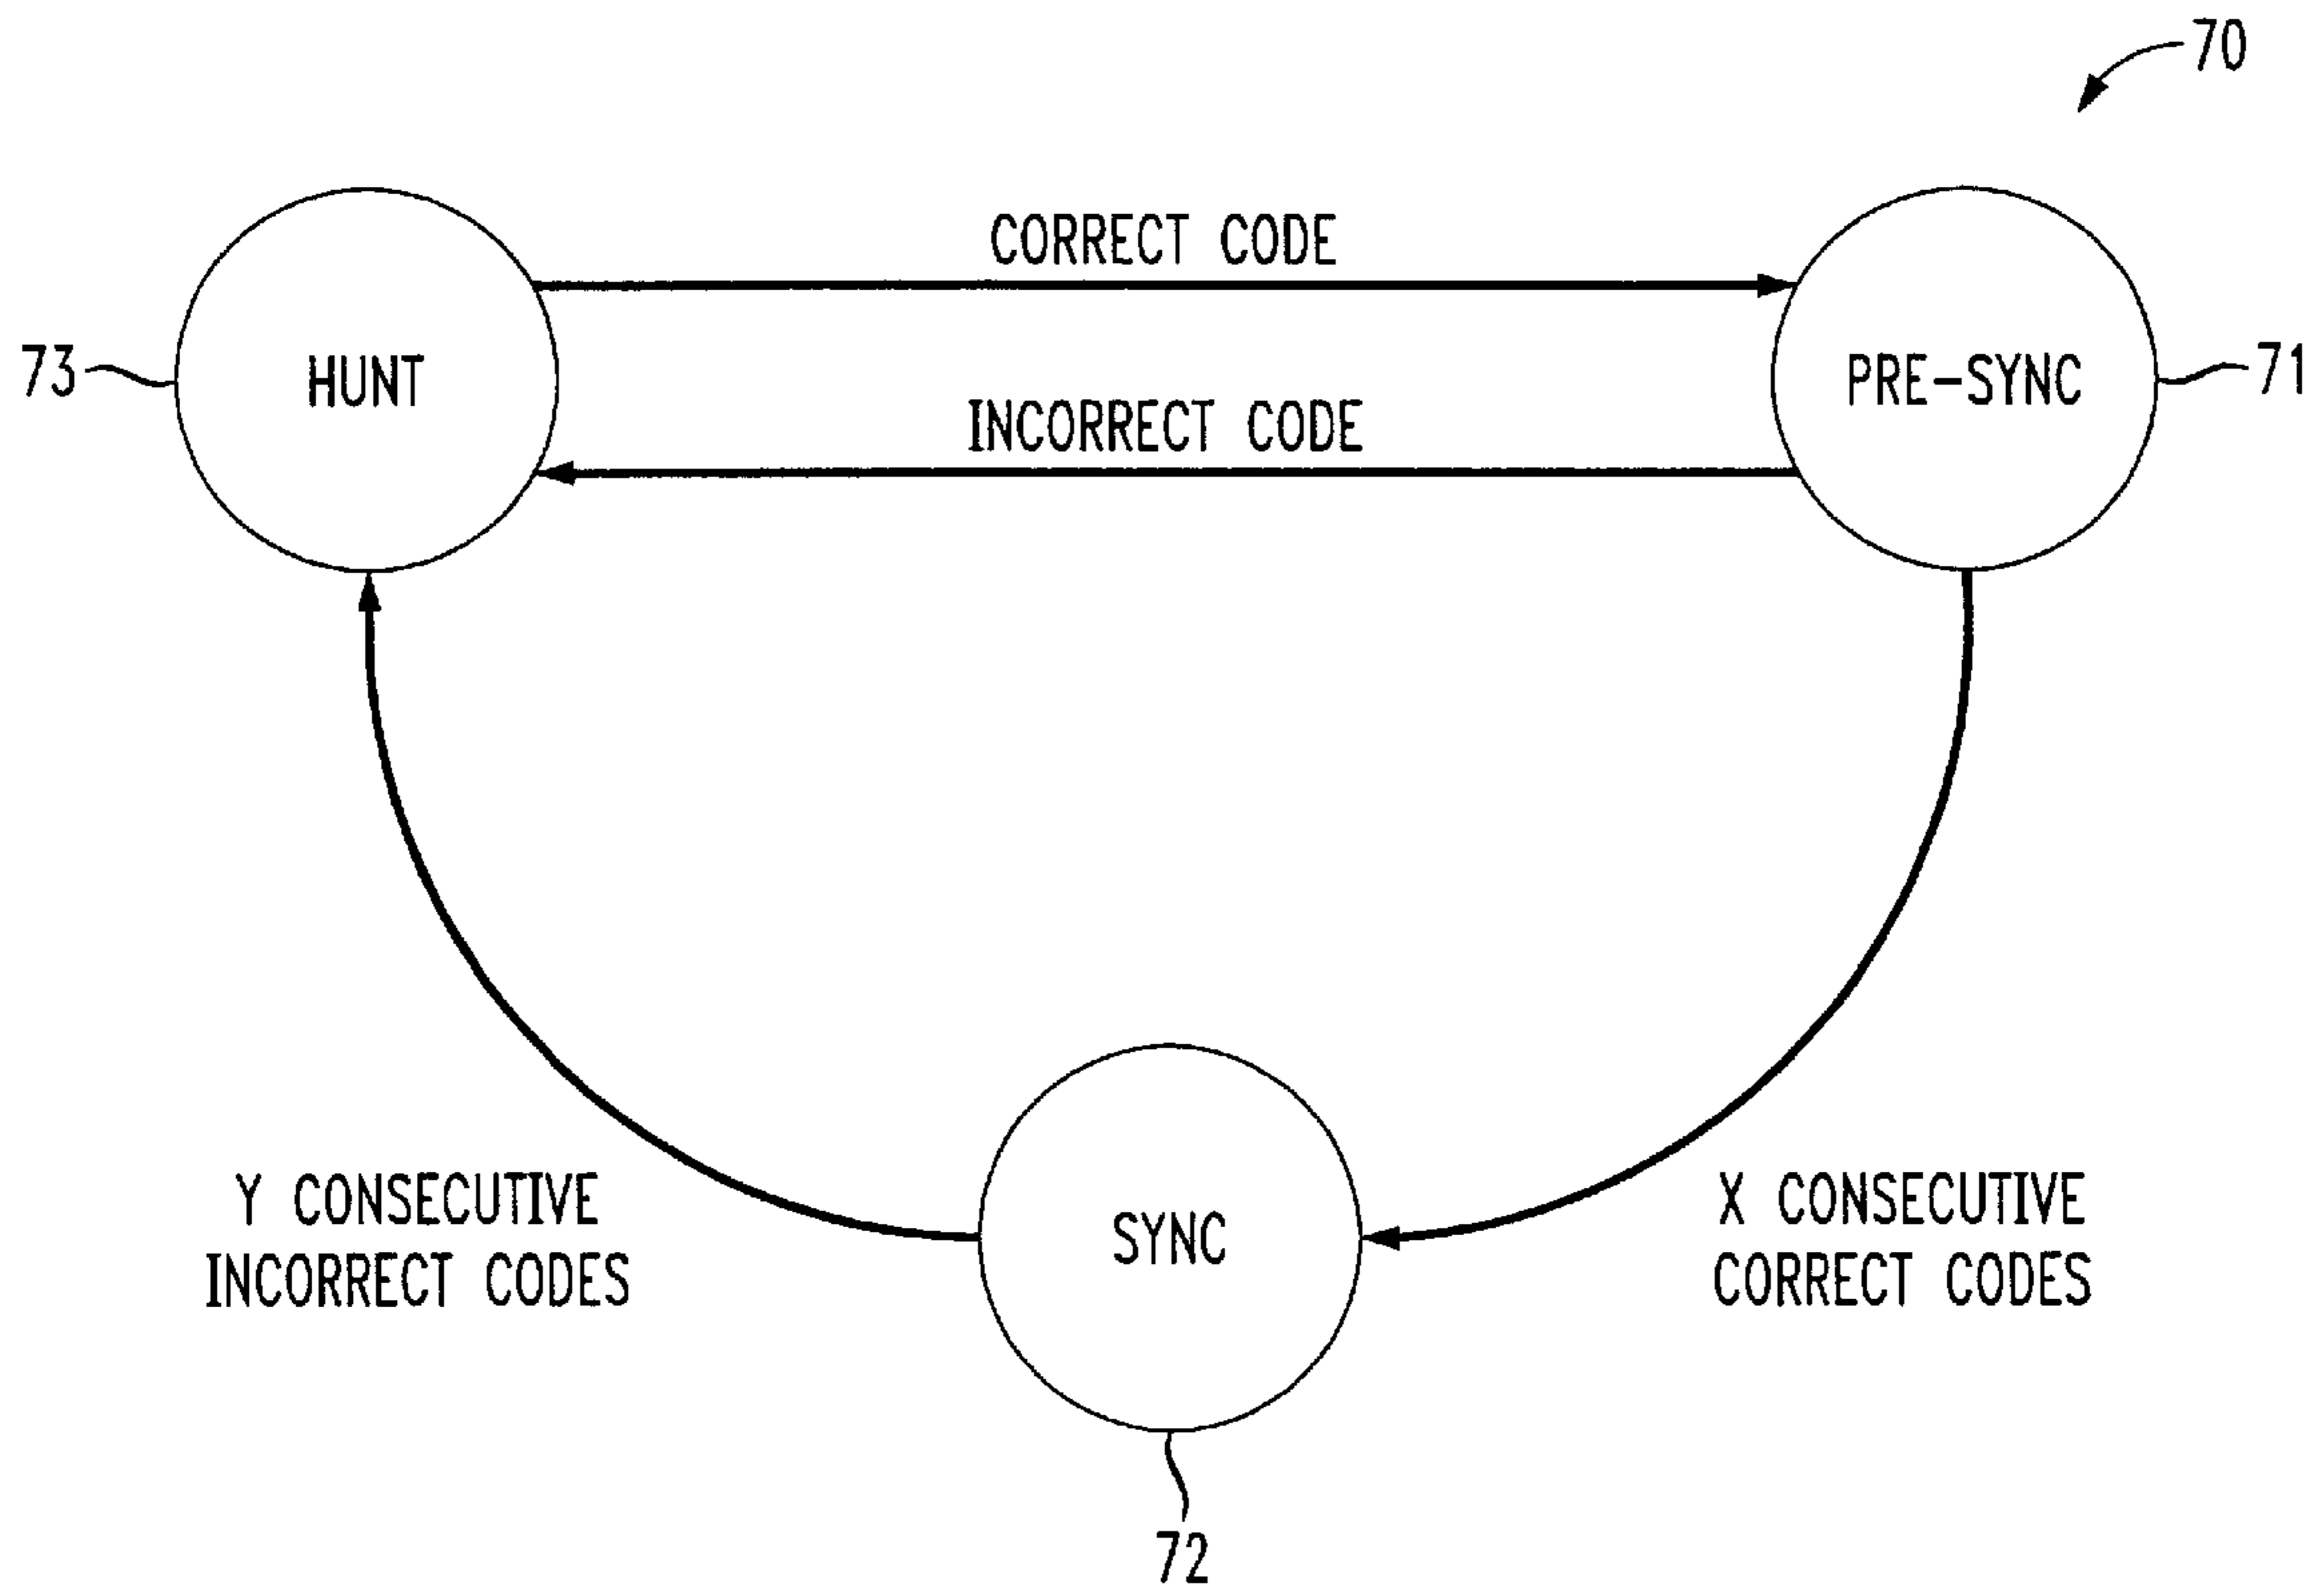 70
CORRECT CODE
73
HUNT
PRE-SYNC
71
INCORRECT CODE
Y CONSECUTIVE
INCORRECT CODES
SYNC
X CONSECUTIVE
CORRECT CODES
72